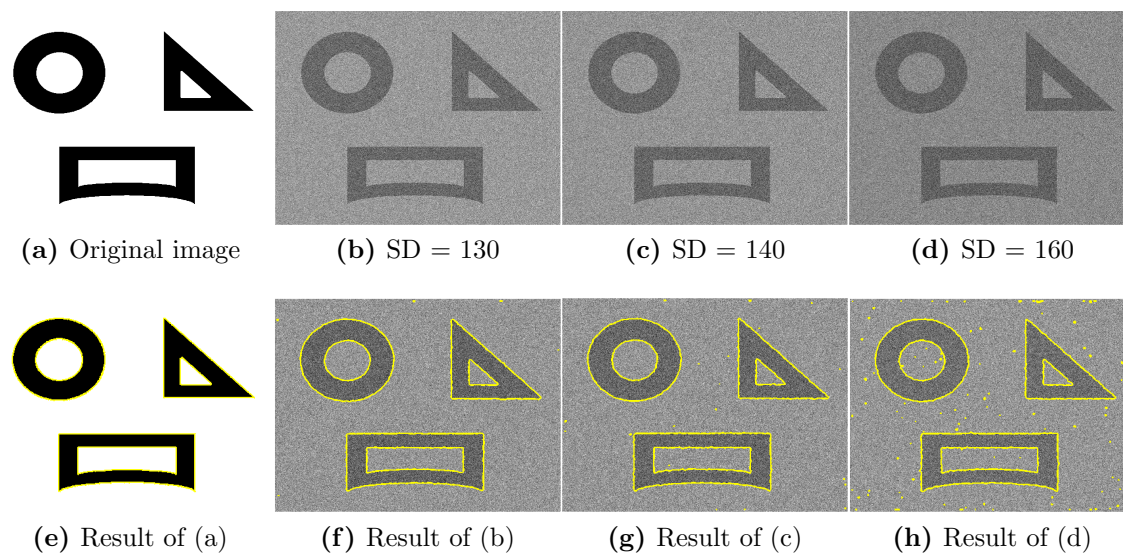 (a) Original image
(b) SD = 130
(c) SD = 140
(d) SD = 160
(e) Result of (a)
(f) Result of (b)
(g) Result of (c)
(h) Result of (d)